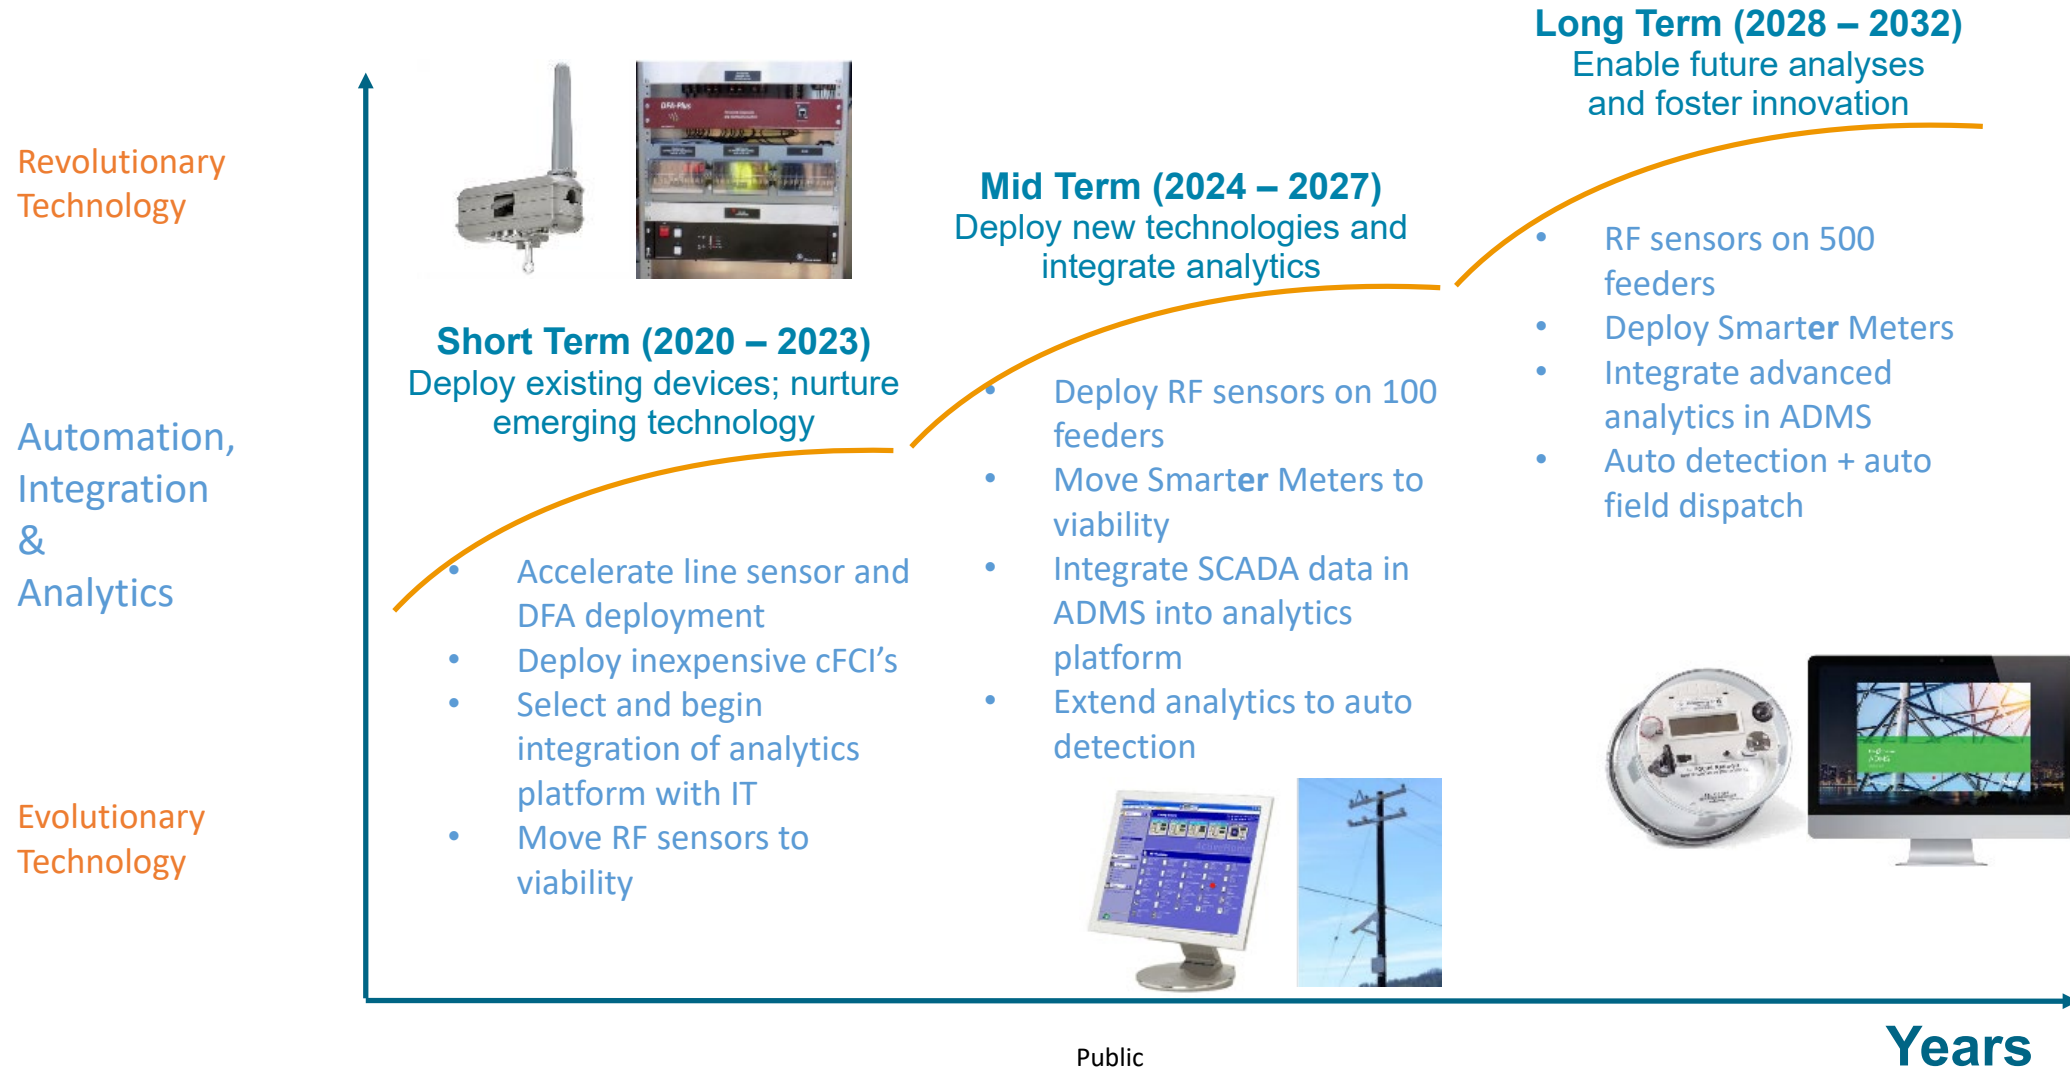 Long Term (2028 – 2032)
Enable future analyses
and foster innovation
Revolutionary
Technology
DFA-Plus
Mid Term (2024 – 2027)
Deploy new technologies and
integrate analytics
• RF sensors on 500
feeders
• Deploy Smarter Meters
• Integrate advanced
analytics in ADMS
• Auto detection + auto
field dispatch
Short Term (2020 – 2023)
Deploy existing devices; nurture
emerging technology
Automation,
Integration
&
Analytics
• Deploy RF sensors on 100
feeders
• Move Smarter Meters to
viability
• Integrate SCADA data in
ADMS into analytics
platform
• Extend analytics to auto
detection
• Accelerate line sensor and
DFA deployment
• Deploy inexpensive cFCI’s
• Select and begin
integration of analytics
platform with IT
• Move RF sensors to
viability
Evolutionary
Technology
ADMS
Years
Public